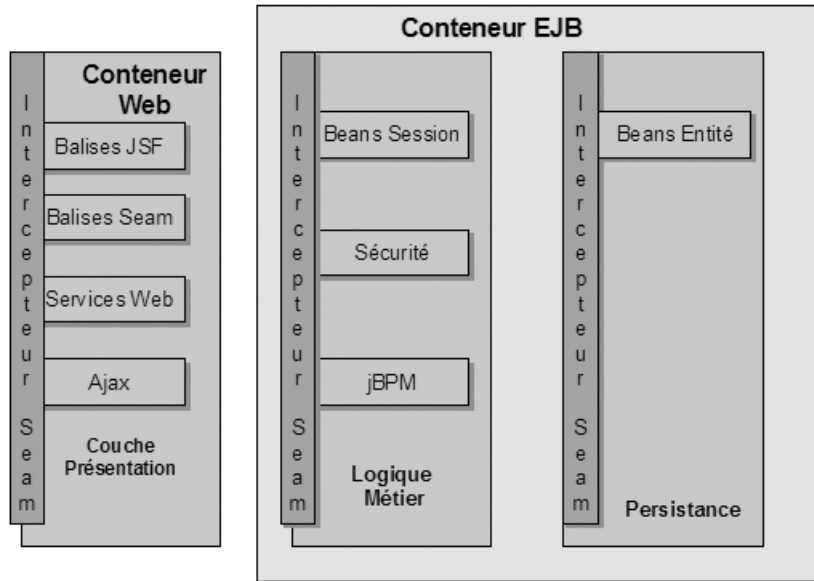 Conteneur EJB
Conteneur
Web
Intercepteur Seam
Balises JSF
Balises Seam
Services Web
Ajax
Couche
Présentation
Intercepteur Seam
Beans Session
Sécurité
jBPM
Logique
Métier
Intercepteur Seam
Beans Entité
Persistance